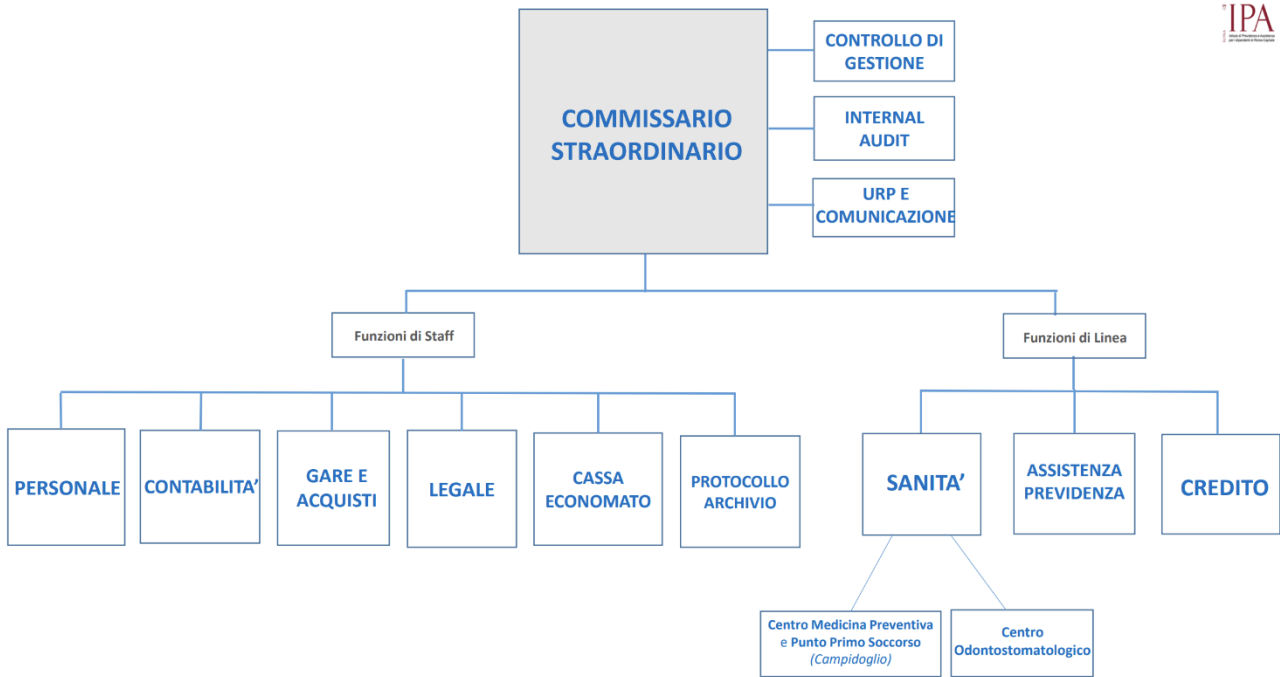 IPA
CONTROLLO DI
GESTIONE
COMMISSARIO
STRAORDINARIO
INTERNAL
AUDIT
URP E
COMUNICAZIONE
Funzioni di Staff
Funzioni di Linea
PERSONALE
CONTABILITA’
GARE E
ACQUISTI
LEGALE
CASSA
ECONOMATO
PROTOCOLLO
ARCHIVIO
SANITA’
ASSISTENZA
PREVIDENZA
CREDITO
Centro Medicina Preventiva
e Punto Primo Soccorso
(Campidoglio)
Centro
Odontostomatologico